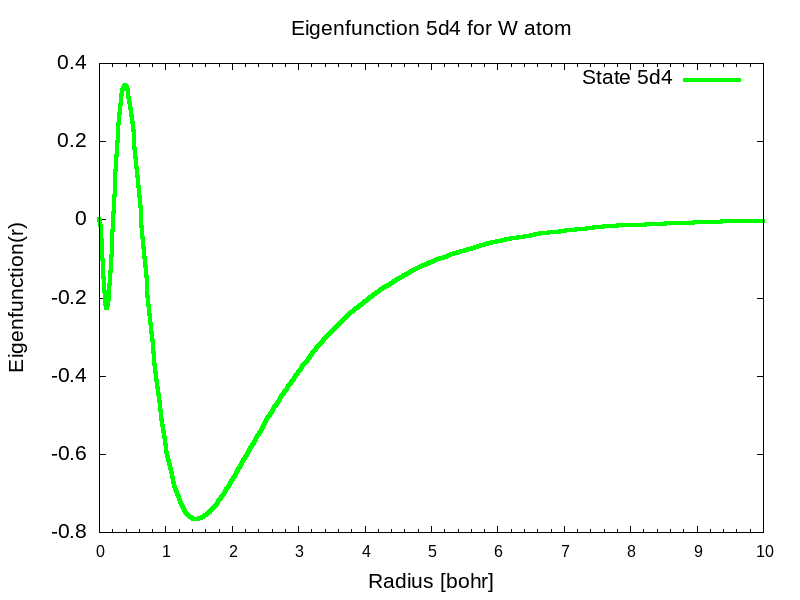 Eigenfunction 5d4 for W atom
State 5d4
Eigenfunction(r)
0.4
0.2
0
-0.2
-0.4
-0.6
-0.8
0 1 2 3 4 5 6 7 8 9 10
Radius [bohr]